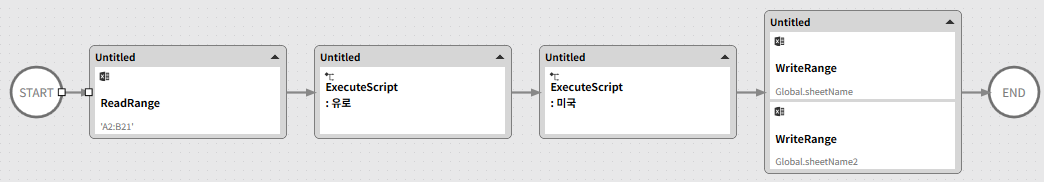 START
Untitled
ReadRange
'A2:B21'
Untitled
ExecuteScript
: 유로
Untitled
ExecuteScript
: 미국
Untitled
WriteRange
Global.sheetName
WriteRange
Global.sheetName2
END